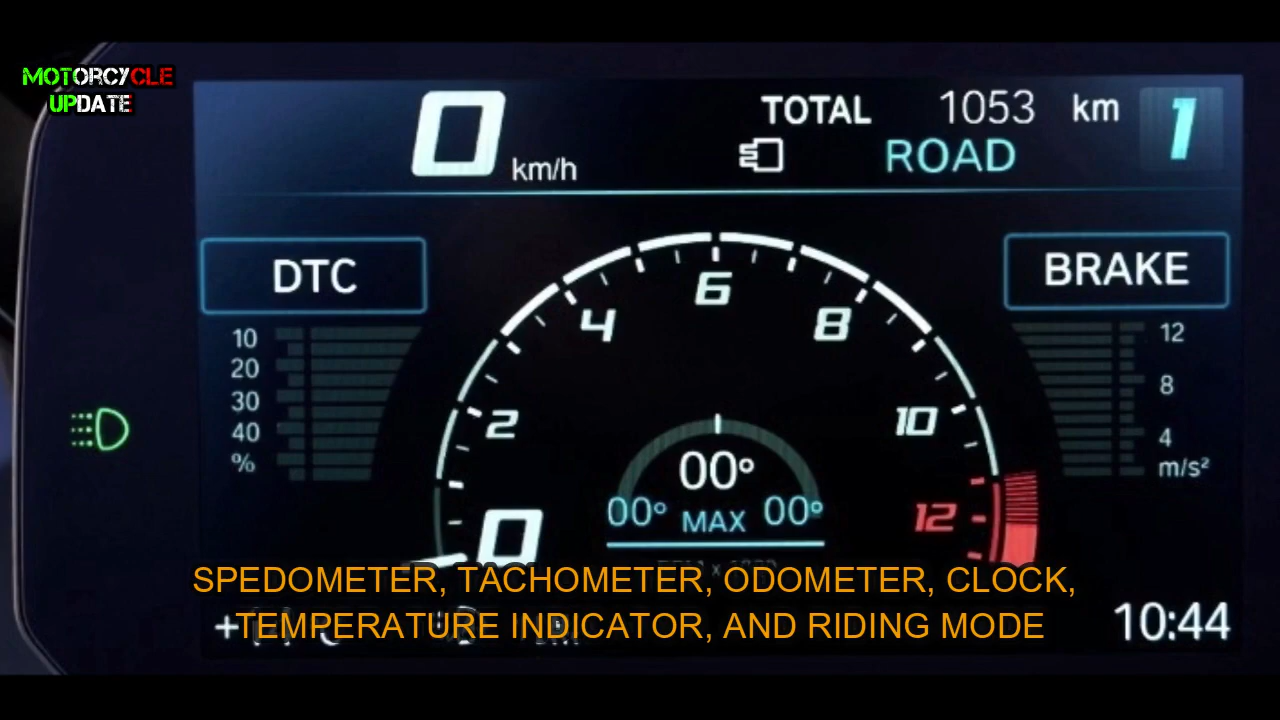 MOTORCYCLE
UPDATE
0 km/h
TOTAL 1053 km
1
ROAD
DTC
BRAKE
10
20
30
40
%
0
2
4
6
8
10
12
12
8
4
m/s²
00°
00° MAX 00°
SPEDOMETER, TACHOMETER, ODOMETER, CLOCK,
TEMPERATURE INDICATOR, AND RIDING MODE
10:44